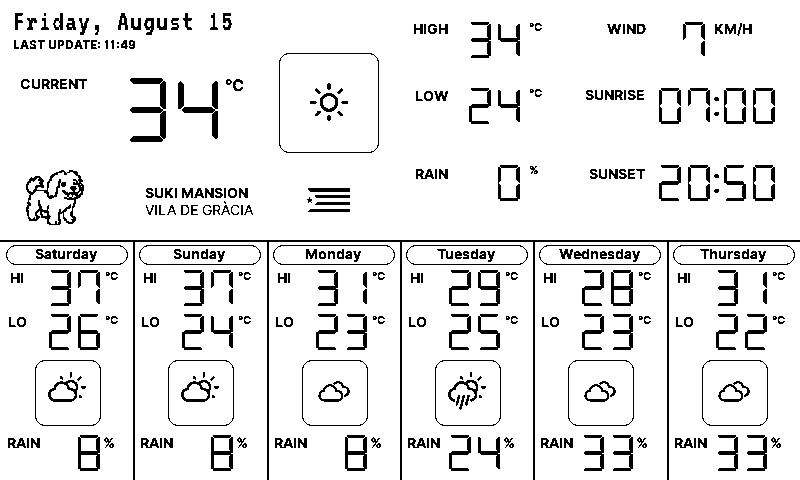 Friday, August 15
LAST UPDATE: 11:49
CURRENT 34 °C
SUKI MANSION
VILA DE GRÀCIA
HIGH 34 °C
LOW 24 °C
RAIN 0 %
WIND 7 KM/H
SUNRISE 07:00
SUNSET 20:50
Saturday
HI 37 °C
LO 26 °C
RAIN 8 %
Sunday
HI 37 °C
LO 24 °C
RAIN 8 %
Monday
HI 31 °C
LO 23 °C
RAIN 8 %
Tuesday
HI 29 °C
LO 25 °C
RAIN 24 %
Wednesday
HI 28 °C
LO 23 °C
RAIN 33 %
Thursday
HI 31 °C
LO 22 °C
RAIN 33 %